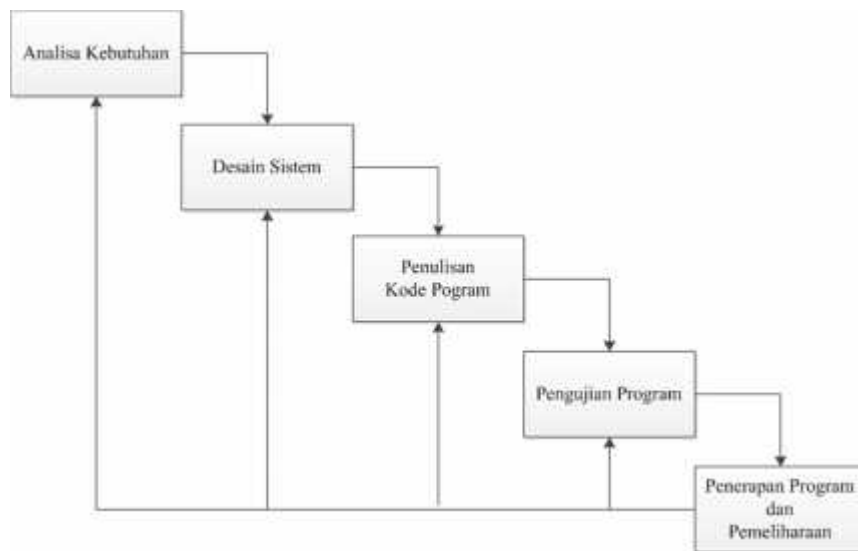 Analisa Kebutuhan
Desain Sistem
Penulisan
Kode Pogram
Pengujian Program
Penerapan Program
dan
Pemeliharaan